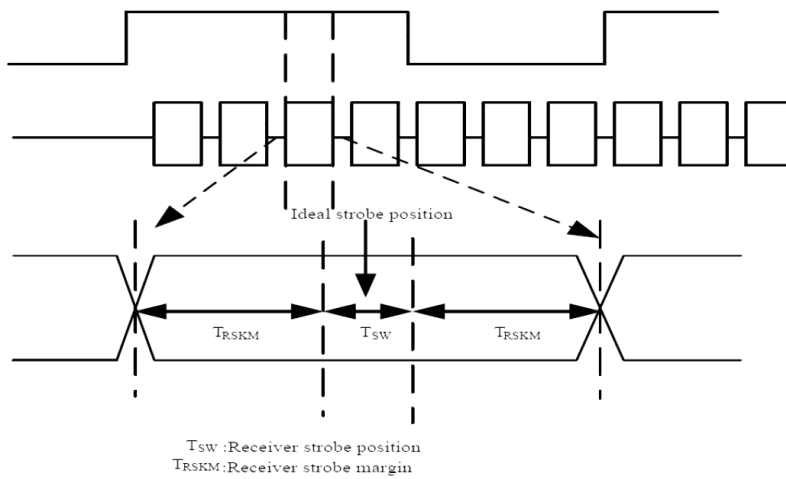 Ideal strobe position
TRSKM TSW TRSKM
TSW :Receiver strobe position
TRSKM:Receiver strobe margin